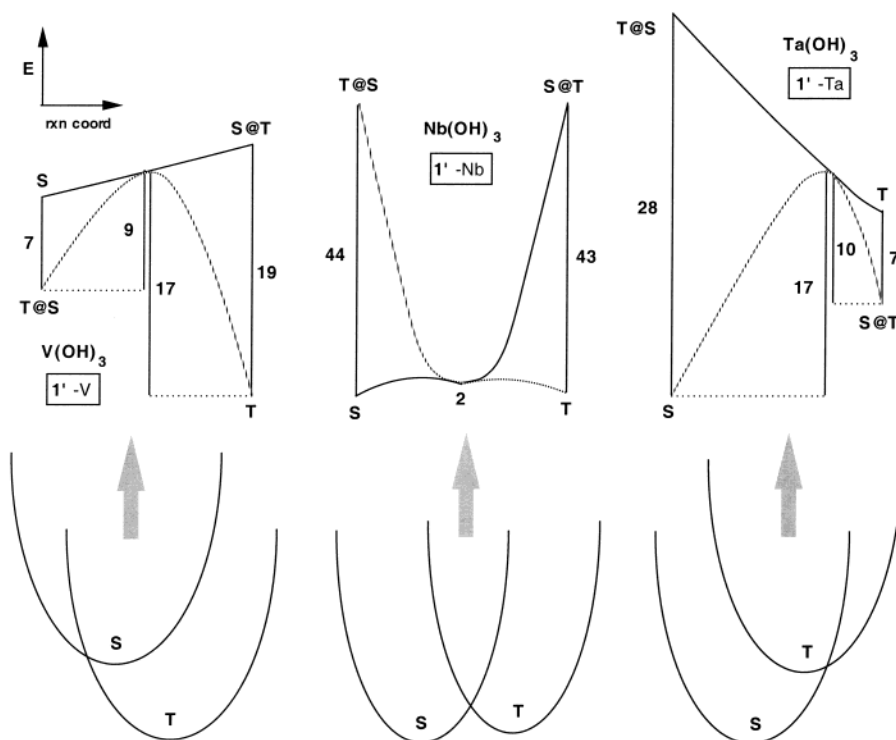 E
rxn coord
S
S@T
7
9
17
19
T@S
T
V(OH)3
1' -V
T@S
S@T
Nb(OH)3
1' -Nb
44
43
S
2
T
T@S
Ta(OH)3
1' -Ta
28
T
10
7
17
S@T
S
S
T
S
T
T
S